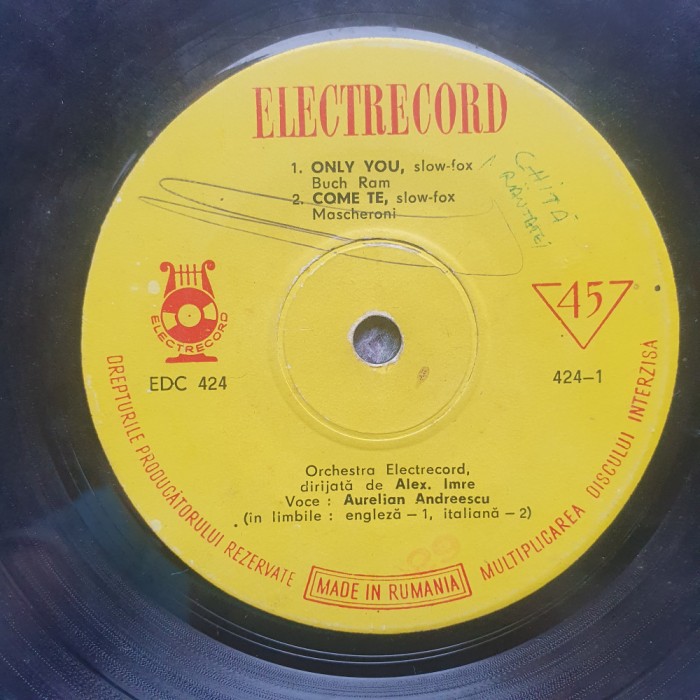 ELECTRECORD
1. ONLY YOU, slow-fox
Buch Ram
2. COME TE, slow-fox
Mascheroni
GHIȚĂ
ELECTRECORD
45
EDC 424
424-1
Orchestra Electrecord,
dirijată de Alex. Imre
Voce : Aurelian Andreescu
(în limbile : engleză – 1, italiană – 2)
DREPTURILE PRODUCĂTORULUI REZERVATE
MADE IN RUMANIA
MULTIPLICAREA DISCULUI INTERZISĂ